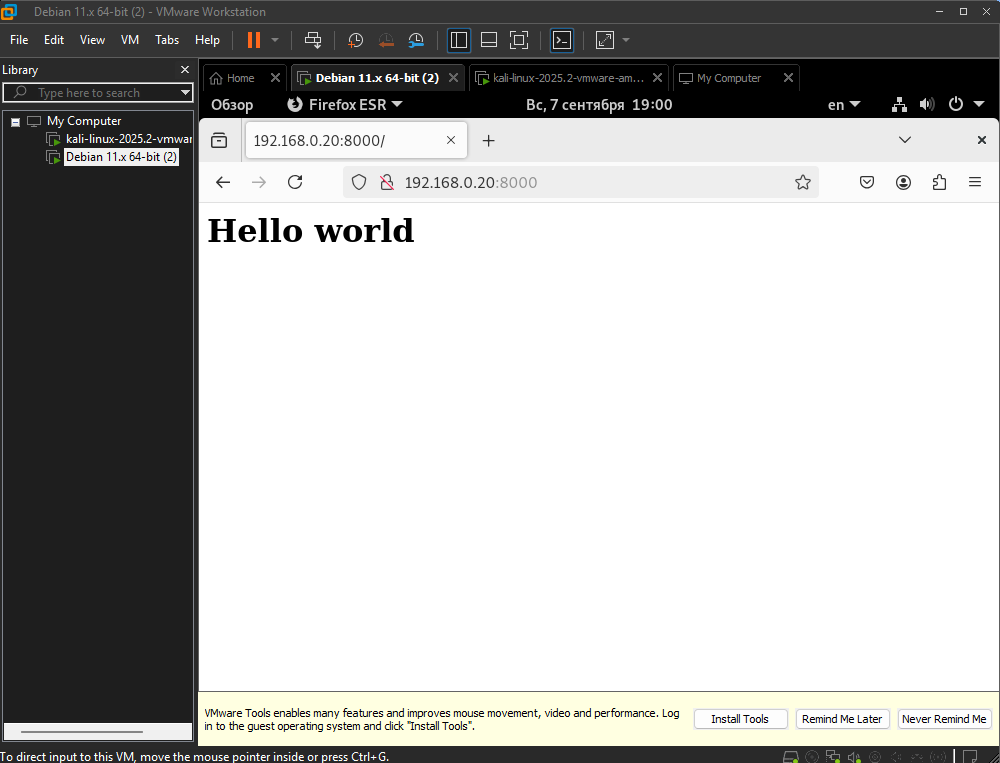 Debian 11.x 64-bit (2) - VMware Workstation
File Edit View VM Tabs Help
Library
Type here to search
My Computer
kali-linux-2025.2-vmwar
Debian 11.x 64-bit (2)
Home
Debian 11.x 64-bit (2)
kali-linux-2025.2-vmware-am...
My Computer
Обзор Firefox ESR Вс, 7 сентября 19:00 en
192.168.0.20:8000/
192.168.0.20:8000
Hello world
VMware Tools enables many features and improves mouse movement, video and performance. Log
in to the guest operating system and click "Install Tools".
Install Tools
Remind Me Later
Never Remind Me
To direct input to this VM, move the mouse pointer inside or press Ctrl+G.